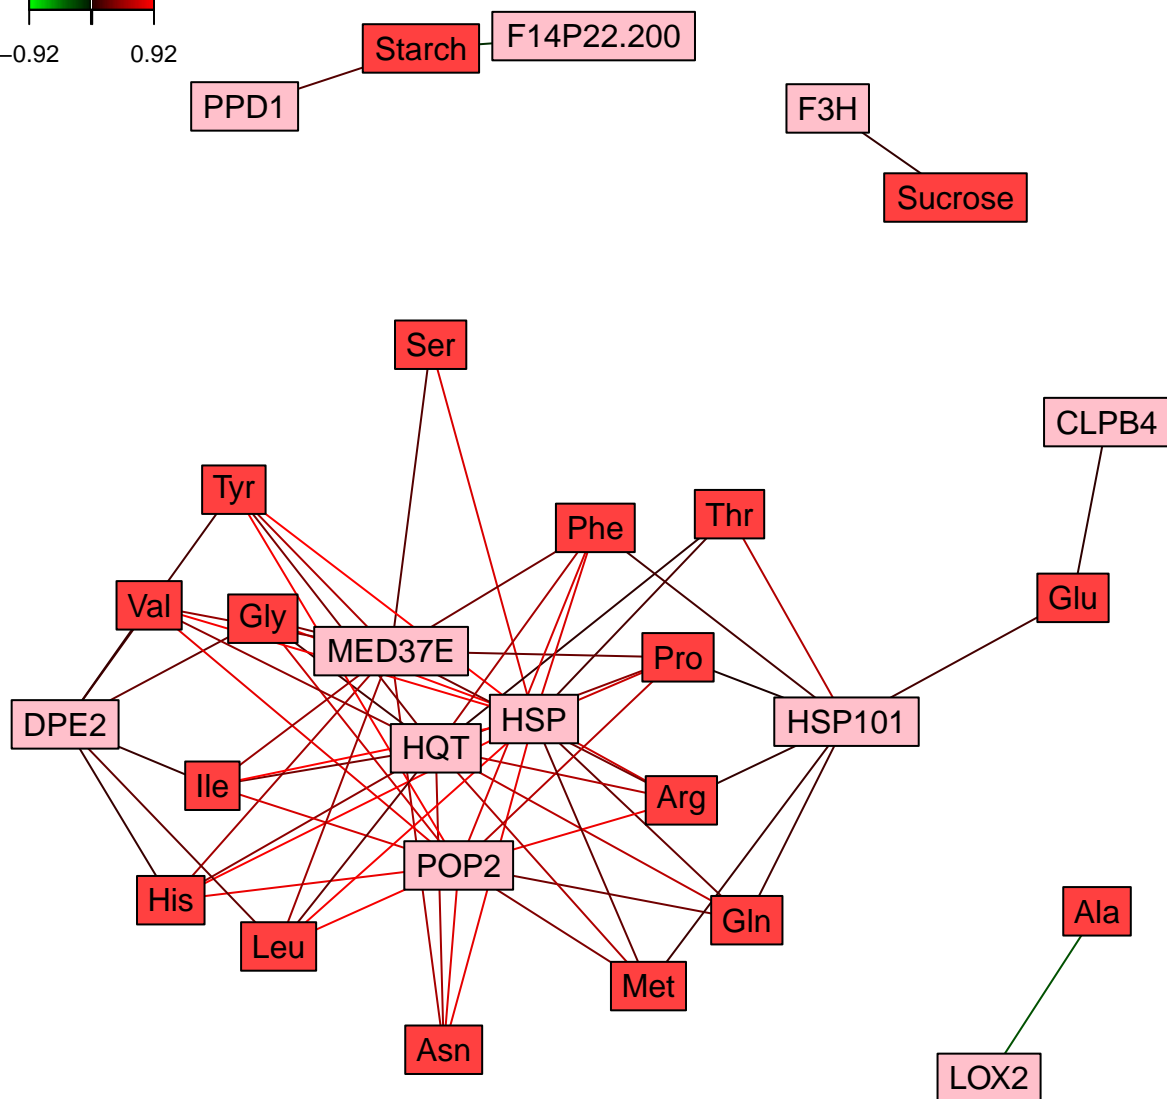 Starch
F14P22.200
–0.92
0.92
PPD1
F3H
Sucrose
Ser
CLPB4
Tyr
Phe
Thr
Val
Gly
Glu
MED37E
Pro
DPE2
HSP
HSP101
HQT
Ile
Arg
POP2
His
Gln
Ala
Leu
Met
Asn
LOX2